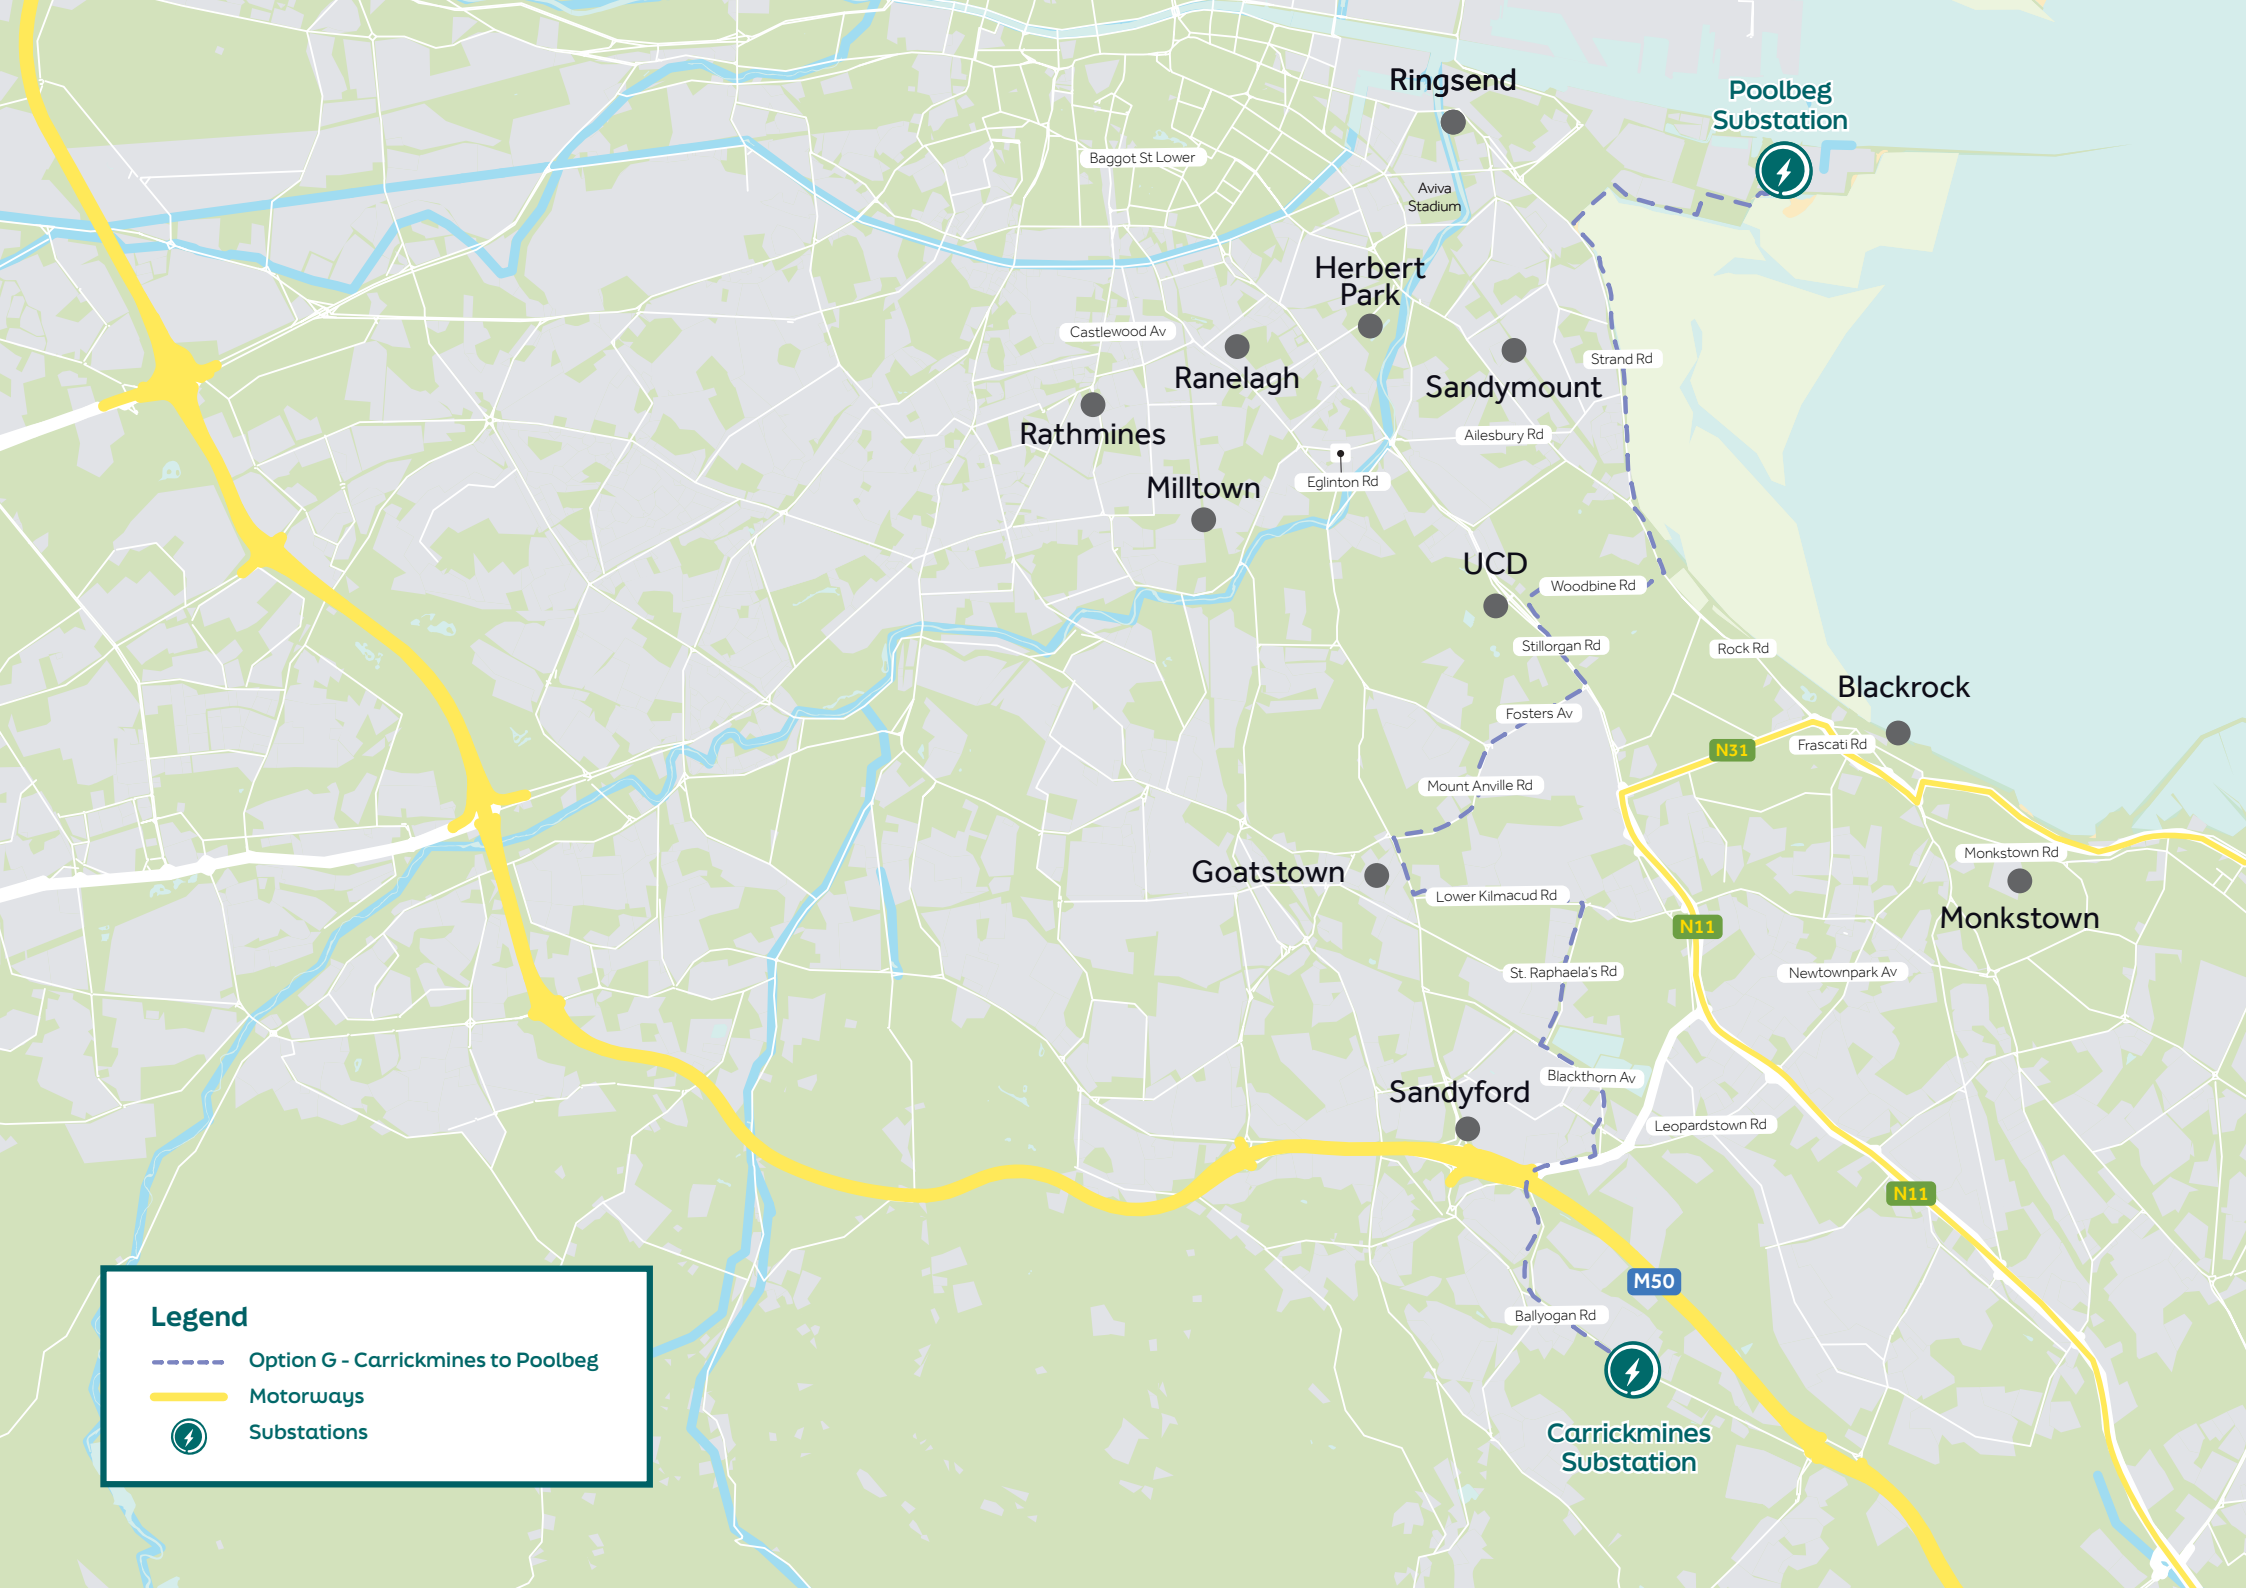 Ringsend
Poolbeg
Substation
Baggot St Lower
Aviva
Stadium
Herbert
Park
Castlewood Av
Ranelagh
Strand Rd
Sandymount
Rathmines
Ailesbury Rd
Milltown
Eglinton Rd
UCD
Woodbine Rd
Stillorgan Rd
Rock Rd
Blackrock
Fosters Av
N31
Frascati Rd
Mount Anville Rd
Monkstown Rd
Goatstown
Lower Kilmacud Rd
N11
Monkstown
St. Raphaela's Rd
Newtownpark Av
Blackthorn Av
Sandyford
Leopardstown Rd
N11
M50
Ballyogan Rd
Carrickmines
Substation
Legend
Option G - Carrickmines to Poolbeg
Motorways
Substations